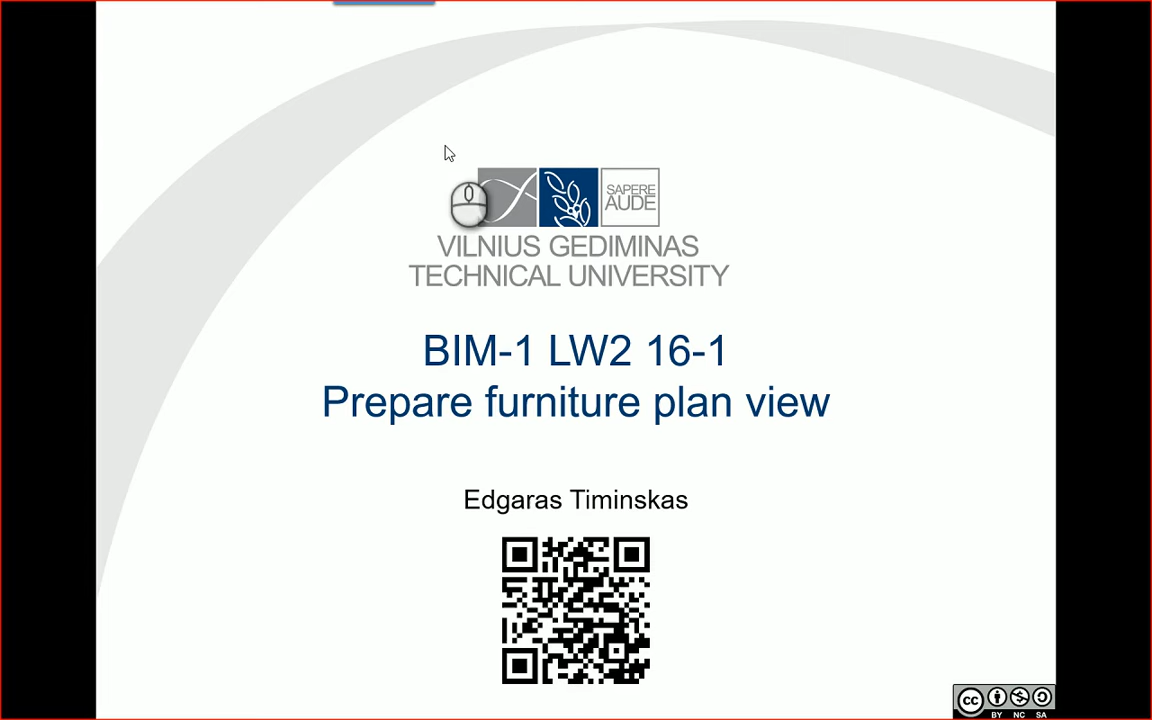 SAPERE
AUDE
VILNIUS GEDIMINAS
TECHNICAL UNIVERSITY
BIM-1 LW2 16-1
Prepare furniture plan view
Edgaras Timinskas
cc
BY NC SA